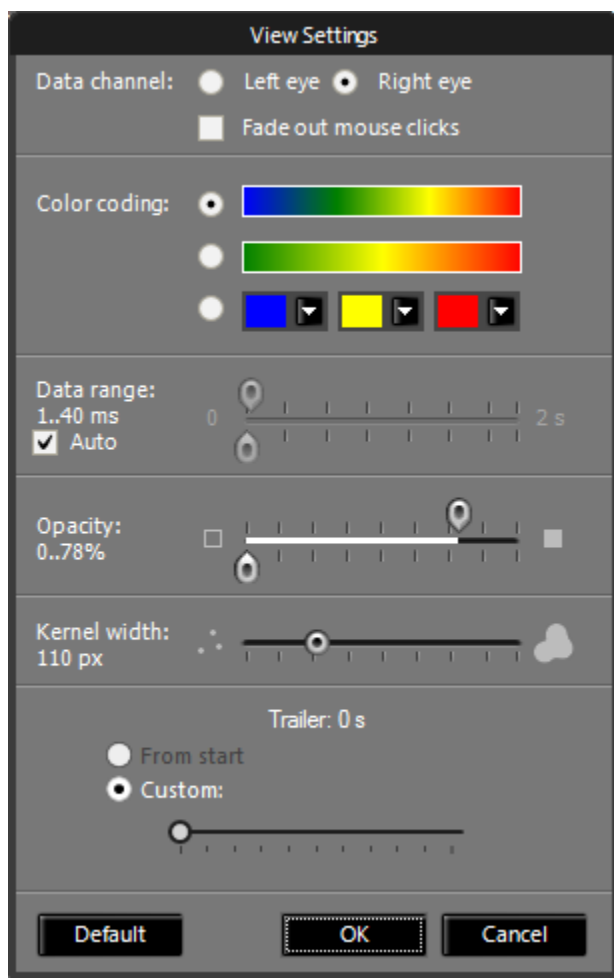 View Settings
Data channel: Left eye Right eye
Fade out mouse clicks
Color coding:
Data range:
1..40 ms
Auto
0 2 s
Opacity:
0..78%
Kernel width:
110 px
Trailer: 0 s
From start
Custom:
Default OK Cancel